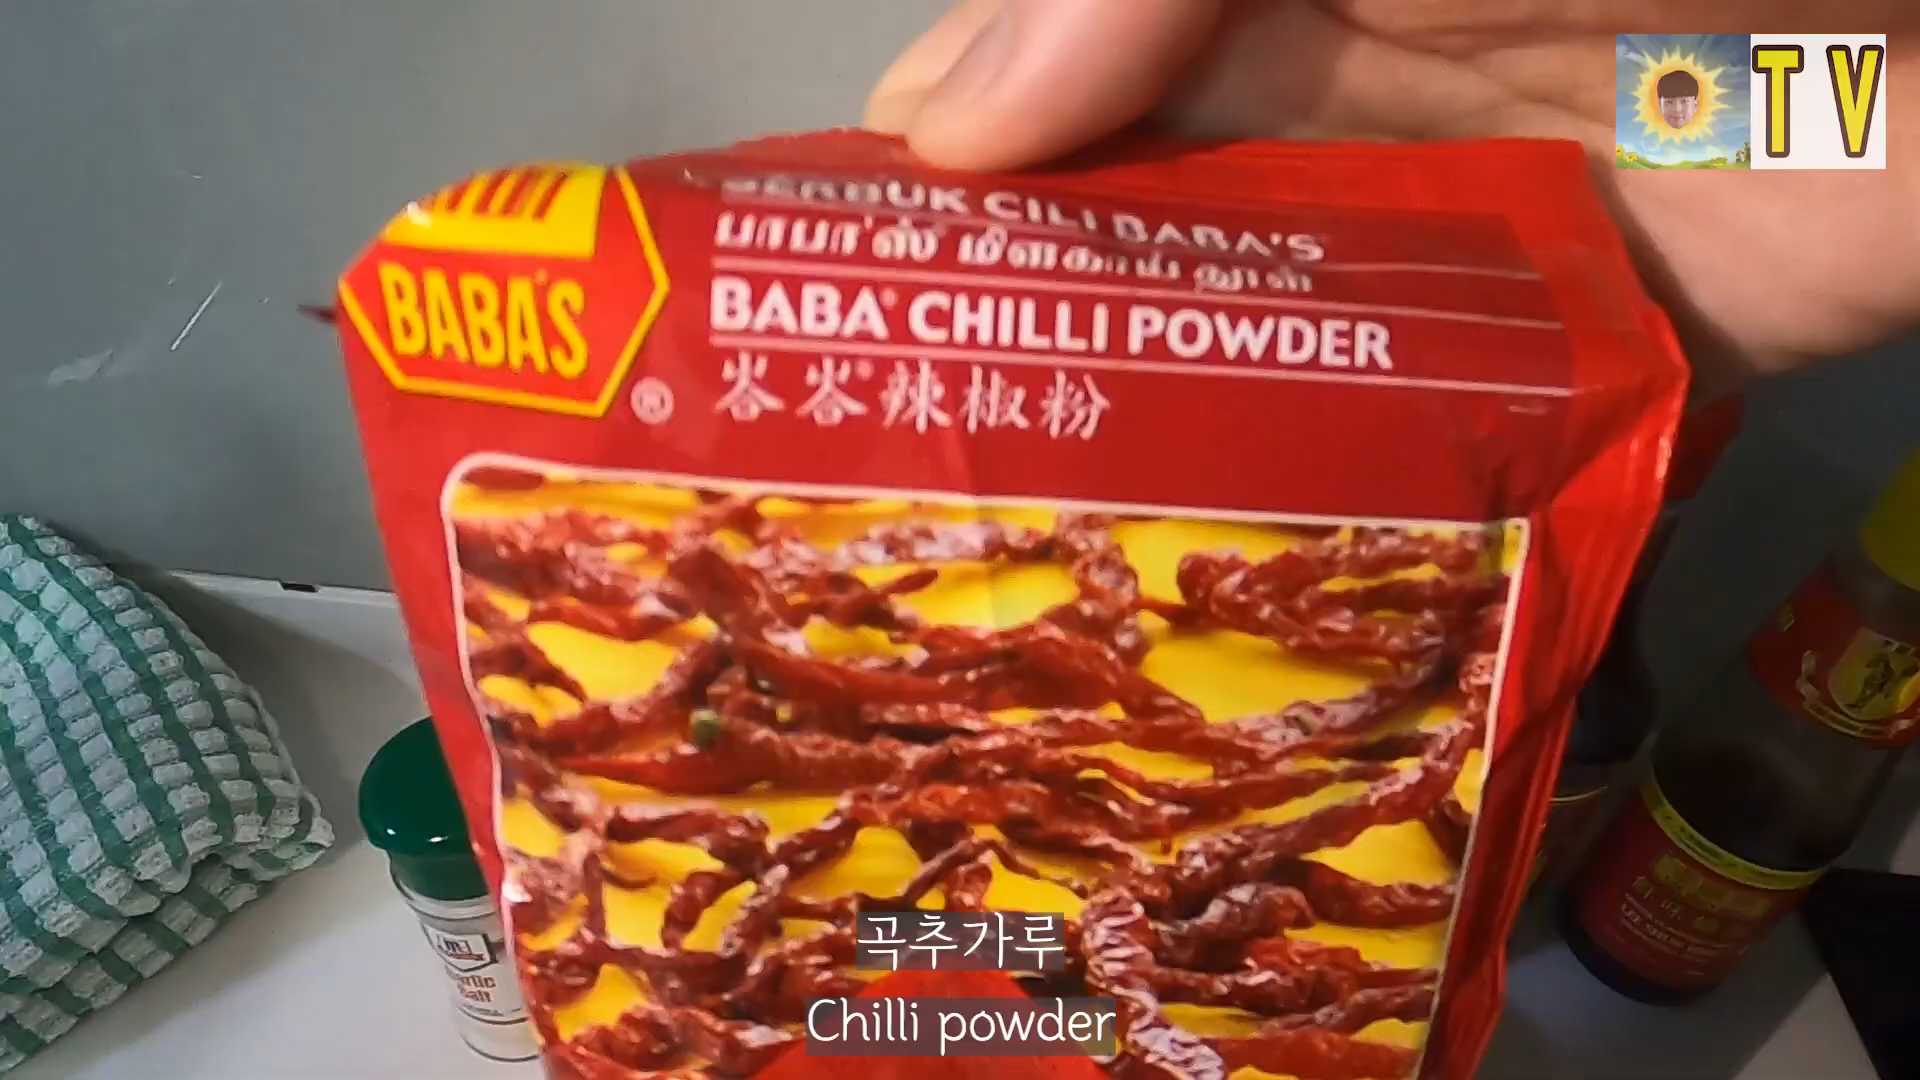 TV
BABA'S
®
SERBUK CILI BABA'S
பாபா'ஸ் மிளகாய் தூள்
BABA® CHILLI POWDER
峇峇®辣椒粉
곡추가루
Chilli powder